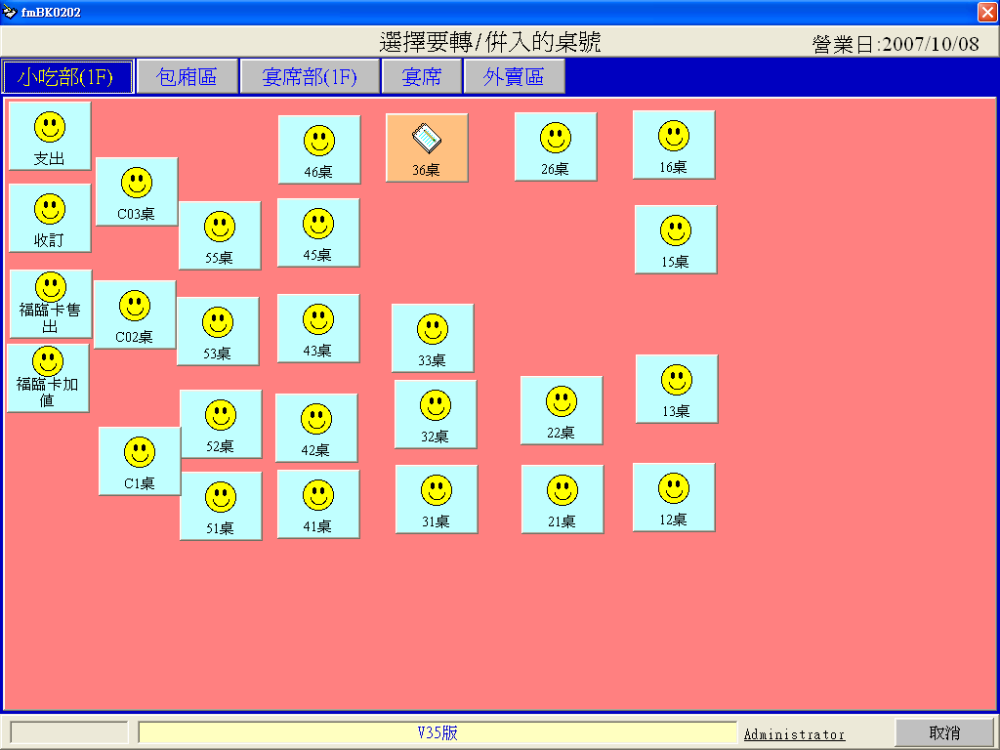 fmBK0202
選擇要轉/併入的桌號
營業日:2007/10/08
小吃部(1F)
包廂區
宴席部(1F)
宴席
外賣區
支出
收訂
福臨卡售
出
福臨卡加
值
C03桌
C02桌
C1桌
55桌
53桌
52桌
51桌
46桌
45桌
43桌
42桌
41桌
36桌
33桌
32桌
31桌
26桌
22桌
21桌
16桌
15桌
13桌
12桌
V35版
Administrator
取消